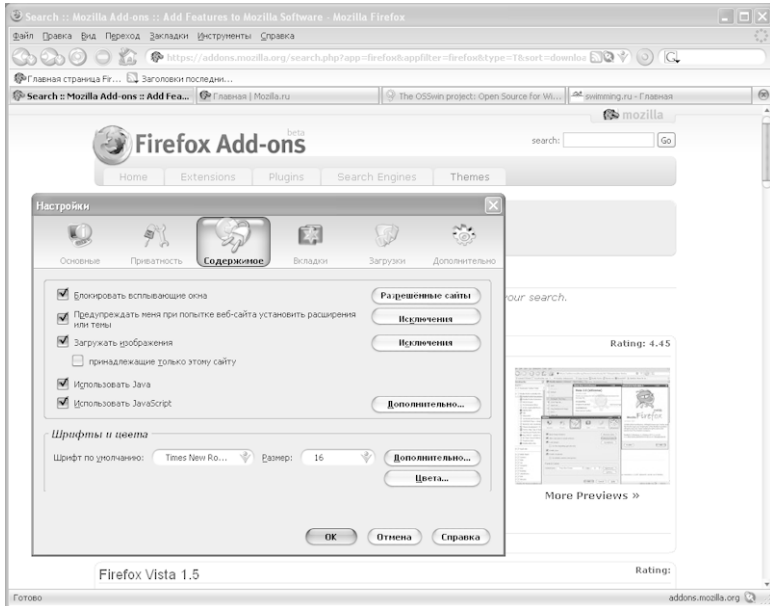 Search :: Mozilla Add-ons :: Add Features to Mozilla Software - Mozilla Firefox
Файл Правка Вид Переход Закладки Инструменты Справка
https://addons.mozilla.org/search.php?app=firefox&appfilter=firefox&type=T&sort=downloa
Главная страница Fir... Заголовки последни...
Search :: Mozilla Add-ons :: Add Fea... Главная | Mozilla.ru The OSSwin project: Open Source for Wi... swimming.ru - Главная
mozilla
Firefox Add-ons beta
search: Go
Home Extensions Plugins Search Engines Themes
Настройки
Основные Приватность Содержимое Вкладки Загрузки Дополнительно
Блокировать всплывающие окна Разрешённые сайты
your search.
Предупреждать меня при попытке веб-сайта установить расширения
или темы Исключения
Загружать изображения Исключения
Rating: 4.45
принадлежащие только этому сайту
Использовать Java
Использовать JavaScript Дополнительно...
Шрифты и цвета
Шрифт по умолчанию: Times New Ro... Размер: 16 Дополнительно...
Цвета...
More Previews »
ОК Отмена Справка
Firefox Vista 1.5 Rating:
Готово addons.mozilla.org